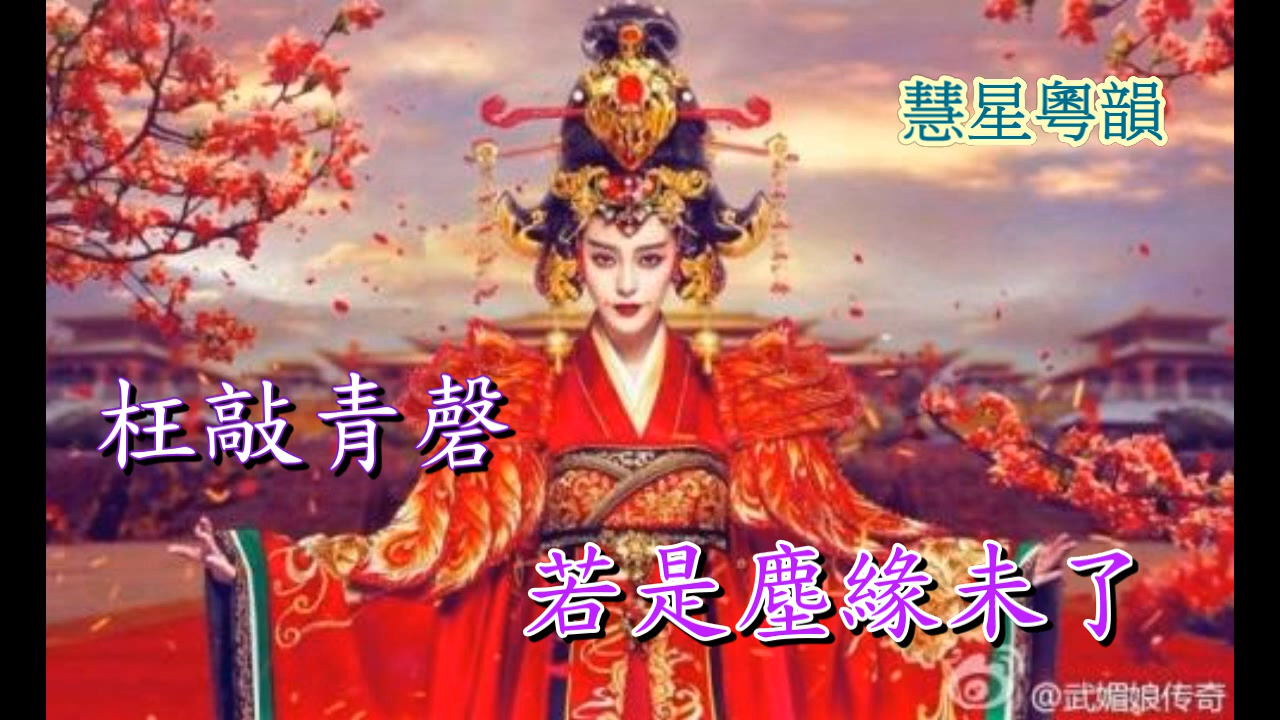 慧星粵韻
枉敲青磬
若是塵緣未了
@武媚娘传奇